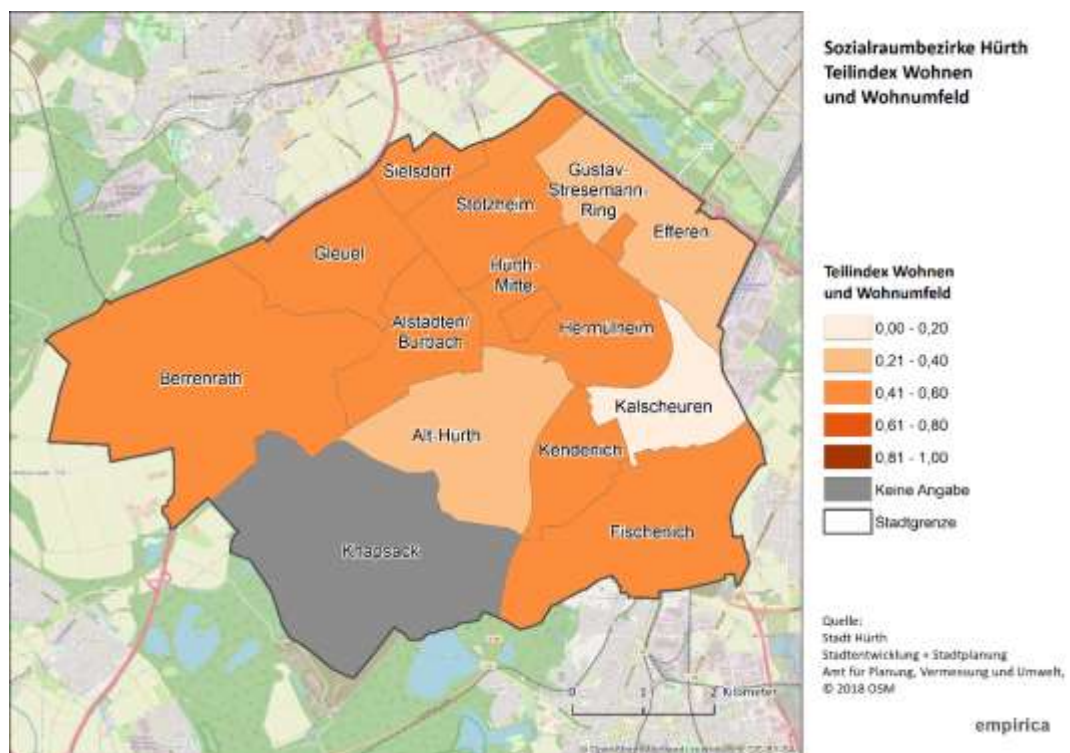 Sozialraumbezirke Hürth
Teilindex Wohnen
und Wohnumfeld
Sielsdorf
Stotzheim
Gustav-
Stresemann-
Ring
Efferen
Gleuel
Hürth-
Mitte
Alstädten/
Burbach
Hermülheim
Berrenrath
Kalscheuren
Alt-Hürth
Kendenich
Fischenich
Knapsack
Teilindex Wohnen
und Wohnumfeld
0,00 - 0,20
0,21 - 0,40
0,41 - 0,60
0,61 - 0,80
0,81 - 1,00
Keine Angabe
Stadtgrenze
0 1 2 Kilometer
Quelle:
Stadt Hürth
Stadtentwicklung + Stadtplanung
Amt für Planung, Vermessung und Umwelt,
© 2018 OSM
empirica